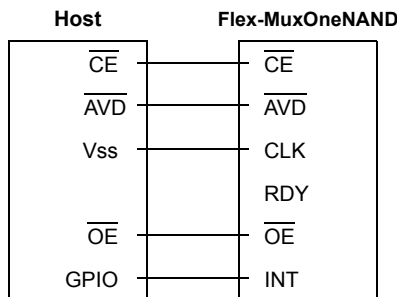 Host Flex-MuxOneNAND
CE CE
AVD AVD
Vss CLK
RDY
OE OE
GPIO INT